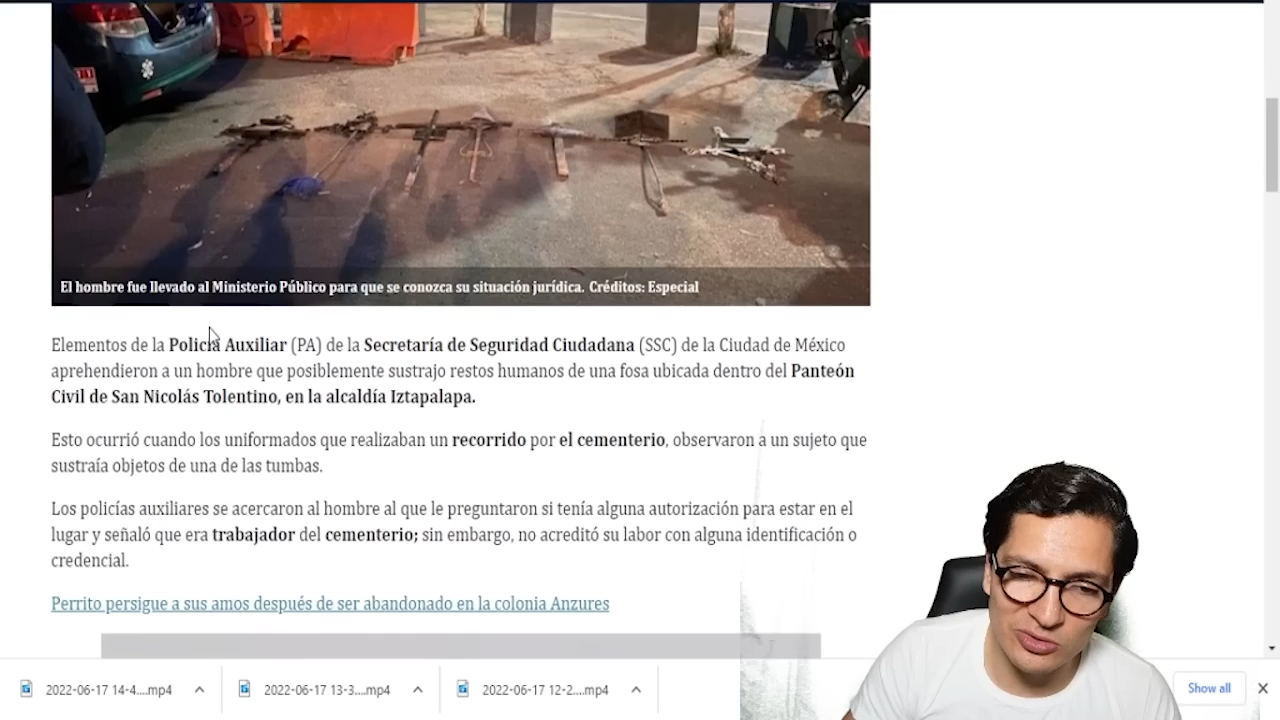 El hombre fue llevado al Ministerio Público para que se conozca su situación jurídica. Créditos: Especial
Elementos de la Policía Auxiliar (PA) de la Secretaría de Seguridad Ciudadana (SSC) de la Ciudad de México
aprehendieron a un hombre que posiblemente sustrajo restos humanos de una fosa ubicada dentro del Panteón
Civil de San Nicolás Tolentino, en la alcaldía Iztapalapa.
Esto ocurrió cuando los uniformados que realizaban un recorrido por el cementerio, observaron a un sujeto que
sustraía objetos de una de las tumbas.
Los policías auxiliares se acercaron al hombre al que le preguntaron si tenía alguna autorización para estar en el
lugar y señaló que era trabajador del cementerio; sin embargo, no acreditó su labor con alguna identificación o
credencial.
Perrito persigue a sus amos después de ser abandonado en la colonia Anzures
2022-06-17 14-4....mp4
2022-06-17 13-3....mp4
2022-06-17 12-2....mp4
Show all